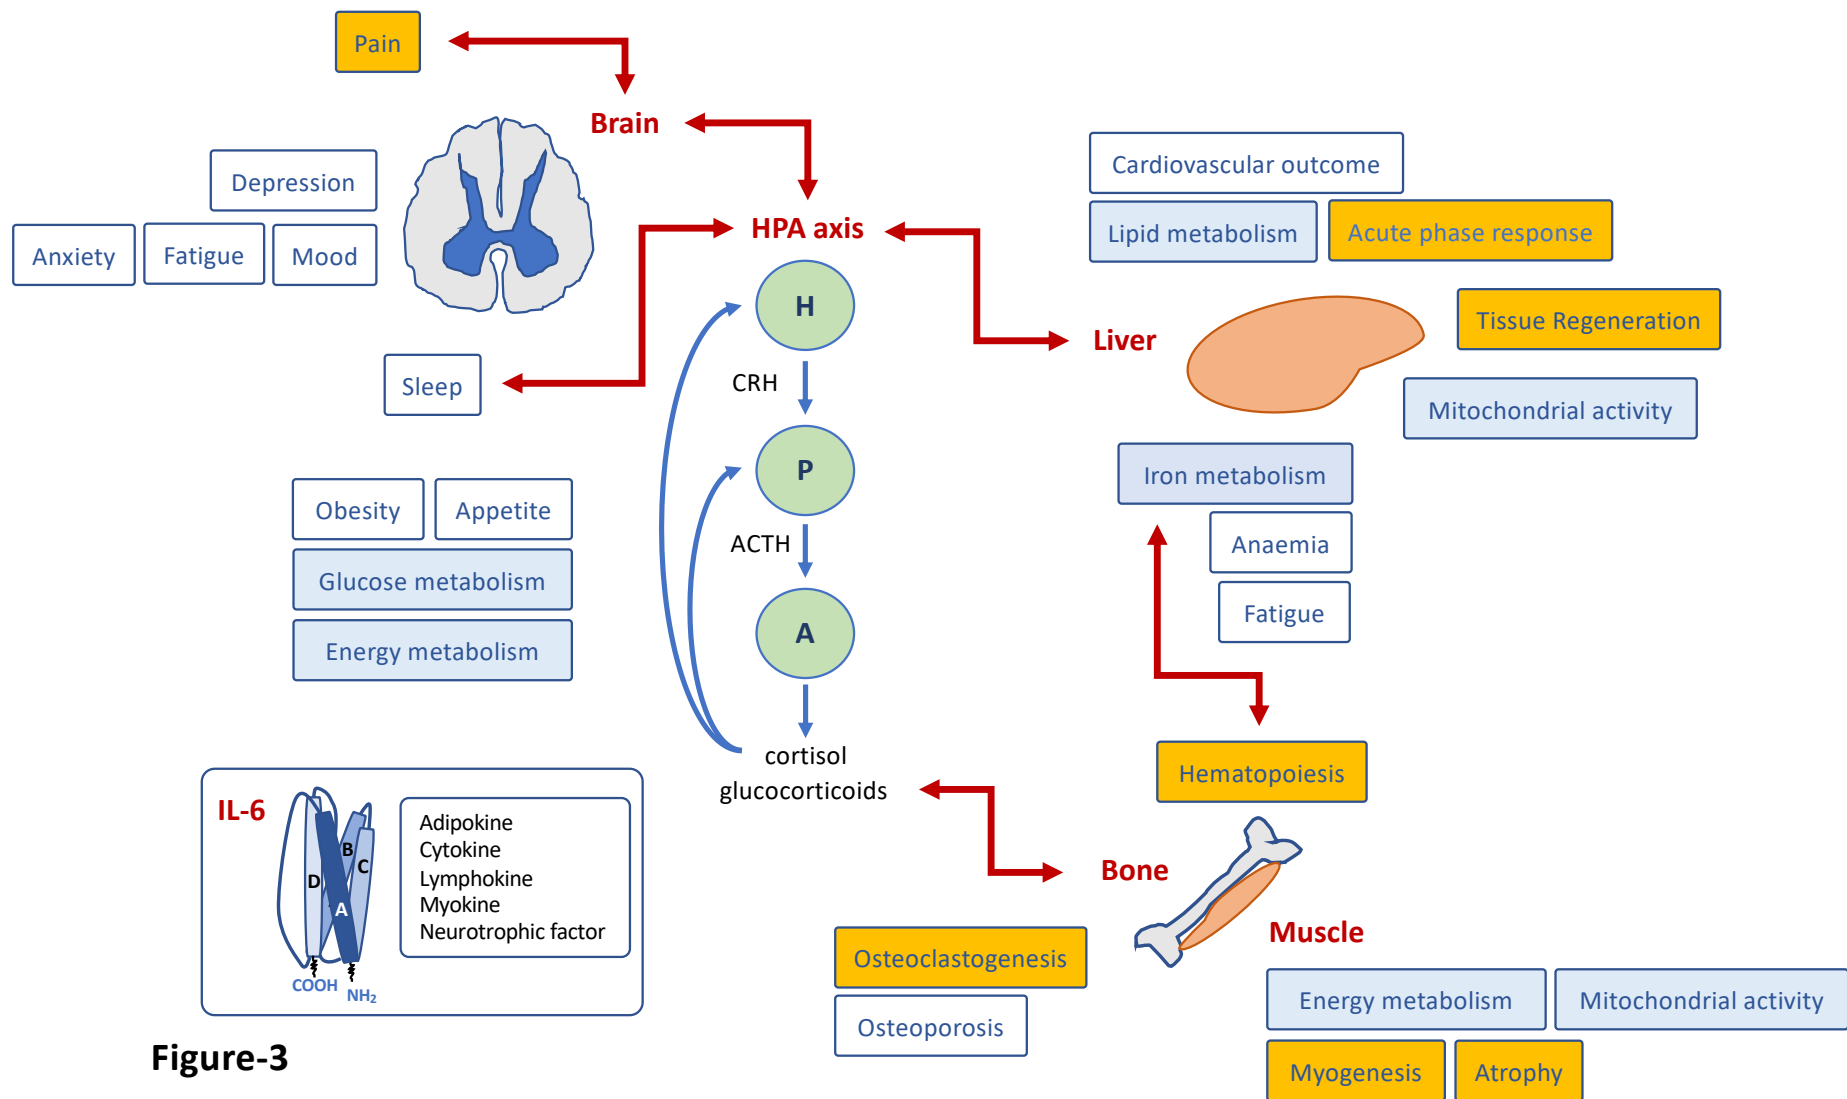 Pain
Brain
Depression
Anxiety
Fatigue
Mood
Sleep
HPA axis
H
CRH
P
ACTH
A
cortisol
glucocorticoids
Obesity
Appetite
Glucose metabolism
Energy metabolism
Cardiovascular outcome
Lipid metabolism
Acute phase response
Liver
Tissue Regeneration
Mitochondrial activity
Iron metabolism
Anaemia
Fatigue
Hematopoiesis
Bone
Muscle
Osteoclastogenesis
Osteoporosis
Energy metabolism
Mitochondrial activity
Myogenesis
Atrophy
IL-6
B
C
D
A
COOH
NH₂
Adipokine
Cytokine
Lymphokine
Myokine
Neurotrophic factor
Figure-3